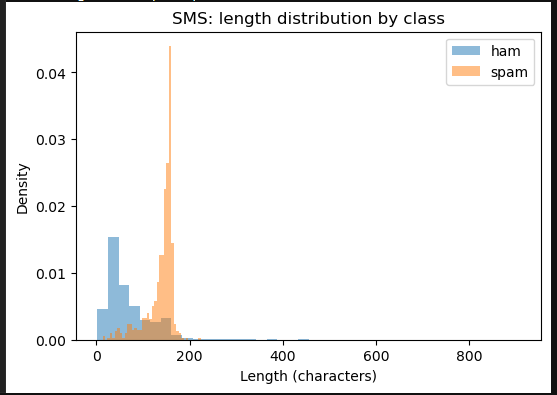 SMS: length distribution by class
ham
spam
0.04
0.03
0.02
0.01
0.00
Density
0 200 400 600 800
Length (characters)